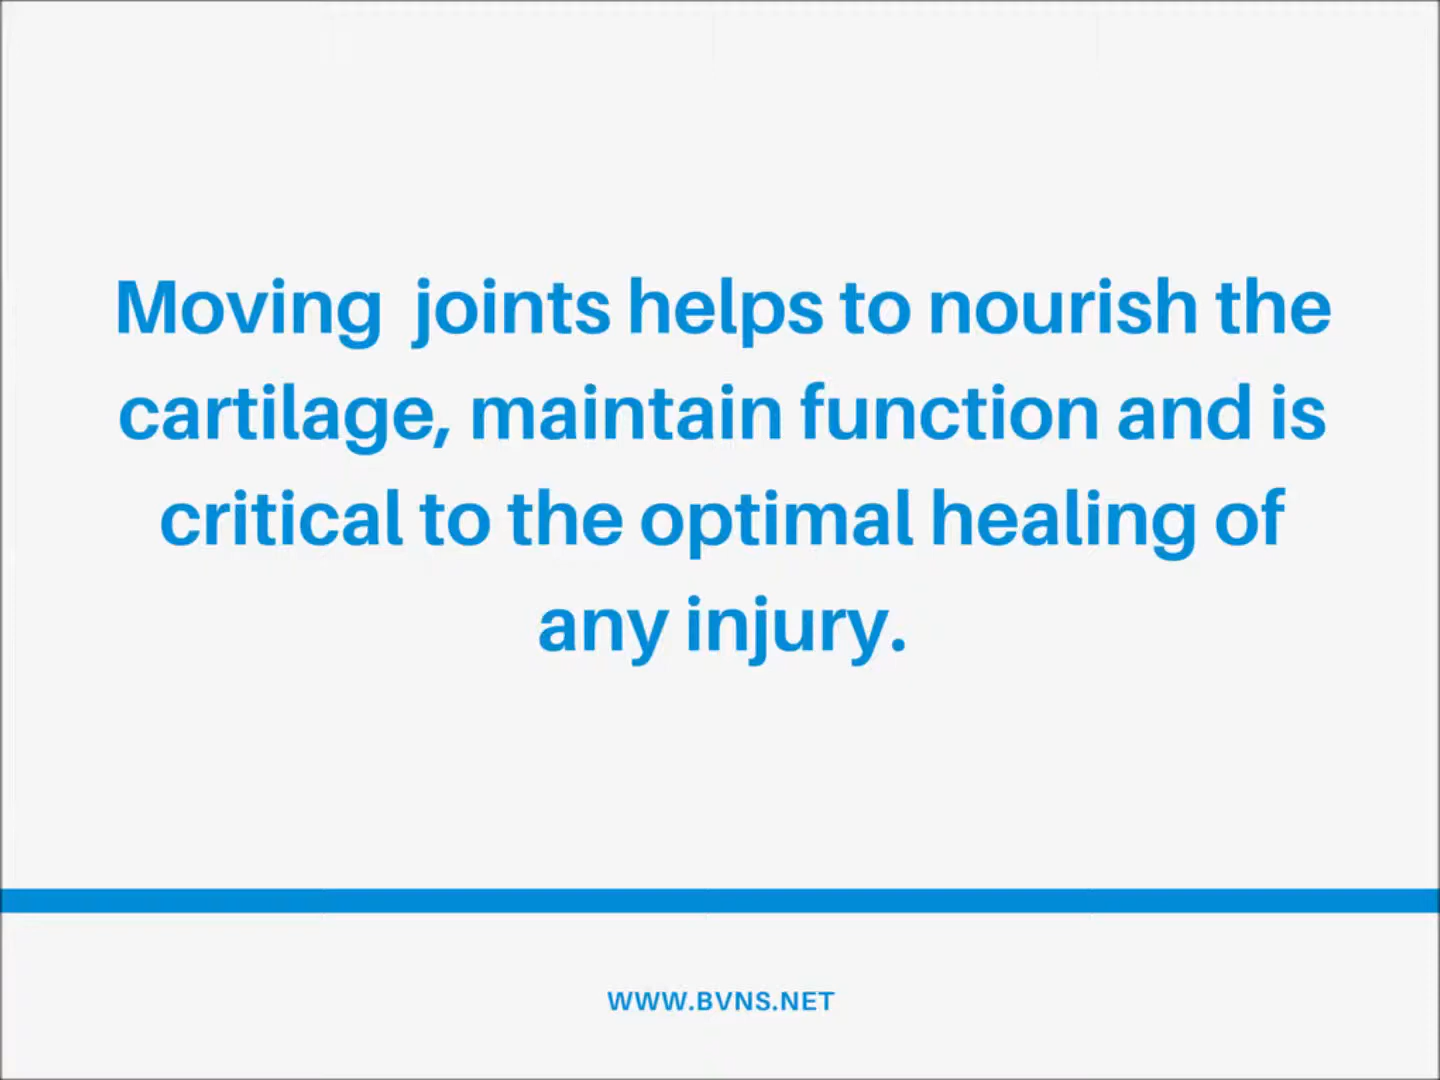 Moving  joints helps to nourish the
cartilage, maintain function and is
critical to the optimal healing of
any injury.
WWW.BVNS.NET